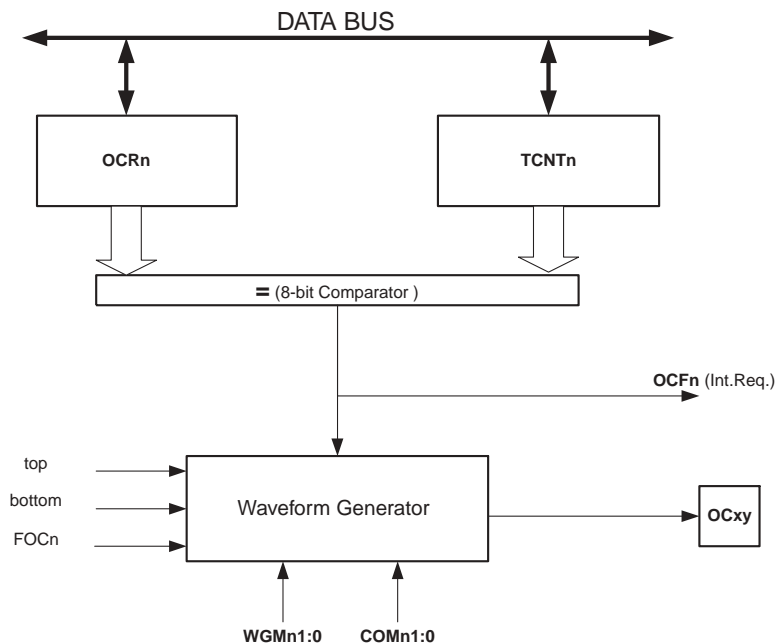 DATA BUS
OCRn
TCNTn
= (8-bit Comparator )
OCFn (Int.Req.)
top
bottom
FOCn
Waveform Generator
OCxy
WGMn1:0
COMn1:0